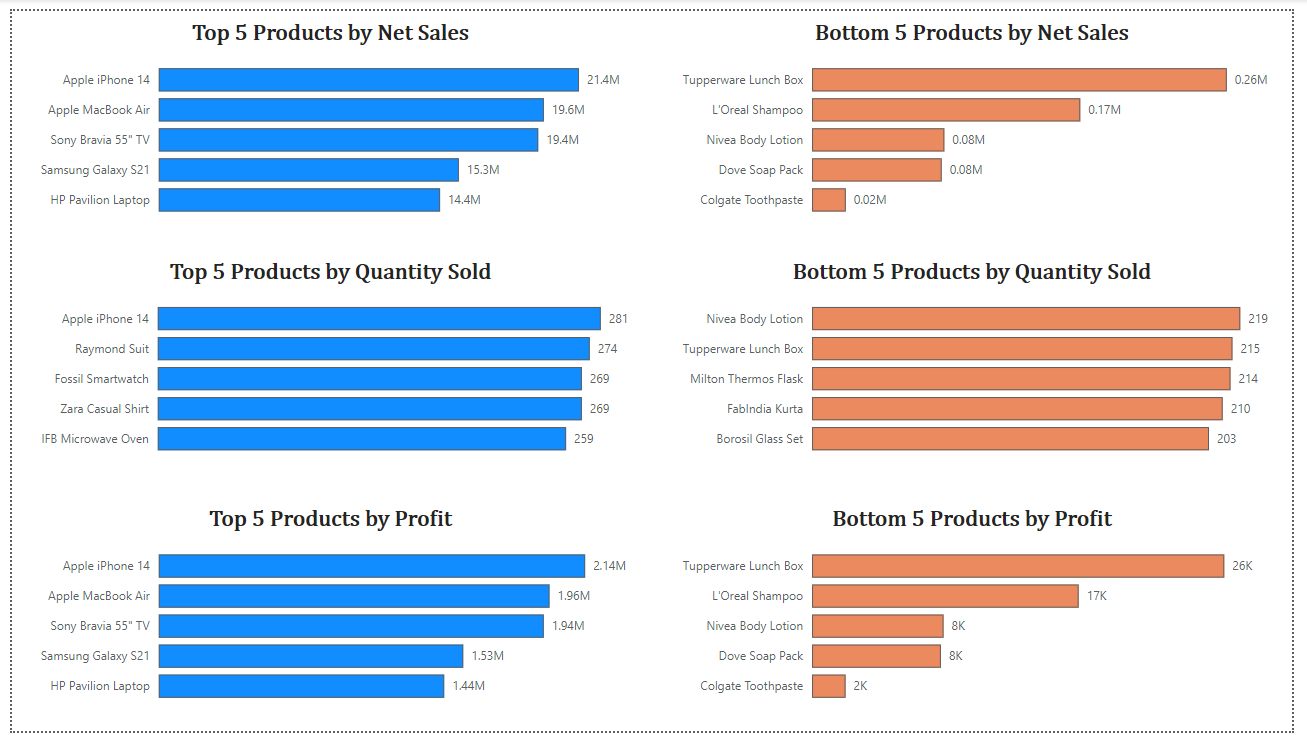 Top 5 Products by Net Sales
Apple iPhone 14 21.4M
Apple MacBook Air 19.6M
Sony Bravia 55" TV 19.4M
Samsung Galaxy S21 15.3M
HP Pavilion Laptop 14.4M
Bottom 5 Products by Net Sales
Tupperware Lunch Box 0.26M
L'Oreal Shampoo 0.17M
Nivea Body Lotion 0.08M
Dove Soap Pack 0.08M
Colgate Toothpaste 0.02M
Top 5 Products by Quantity Sold
Apple iPhone 14 281
Raymond Suit 274
Fossil Smartwatch 269
Zara Casual Shirt 269
IFB Microwave Oven 259
Bottom 5 Products by Quantity Sold
Nivea Body Lotion 219
Tupperware Lunch Box 215
Milton Thermos Flask 214
FabIndia Kurta 210
Borosil Glass Set 203
Top 5 Products by Profit
Apple iPhone 14 2.14M
Apple MacBook Air 1.96M
Sony Bravia 55" TV 1.94M
Samsung Galaxy S21 1.53M
HP Pavilion Laptop 1.44M
Bottom 5 Products by Profit
Tupperware Lunch Box 26K
L'Oreal Shampoo 17K
Nivea Body Lotion 8K
Dove Soap Pack 8K
Colgate Toothpaste 2K